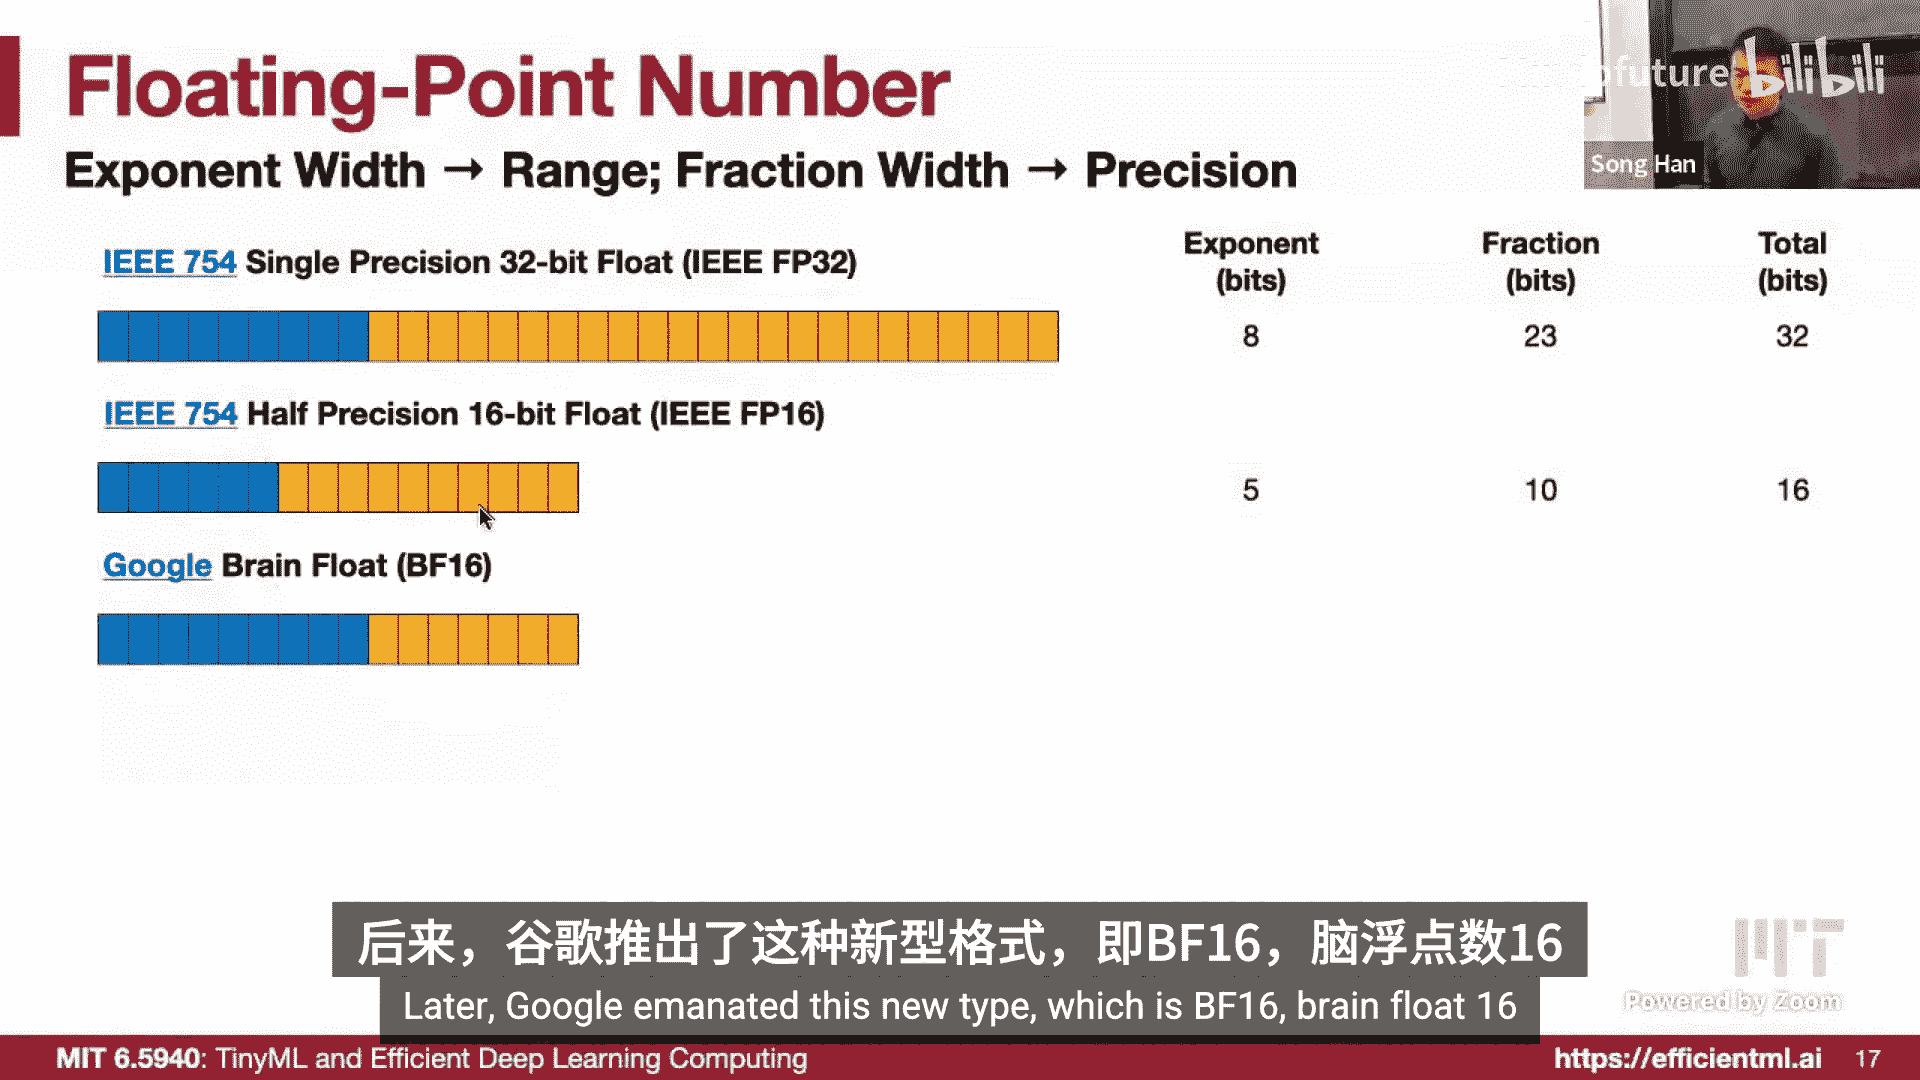 Floating-Point Number
Exponent Width → Range; Fraction Width → Precision
future bilibili
Song Han
Exponent (bits)
Fraction (bits)
Total (bits)
IEEE 754 Single Precision 32-bit Float (IEEE FP32)
8 23 32
IEEE 754 Half Precision 16-bit Float (IEEE FP16)
5 10 16
Google Brain Float (BF16)
后来，谷歌推出了这种新型格式，即BF16，脑浮点数16
Later, Google emanated this new type, which is BF16, brain float 16
MIT
Powered by Zoom
MIT 6.5940: TinyML and Efficient Deep Learning Computing
https://efficientml.ai 17